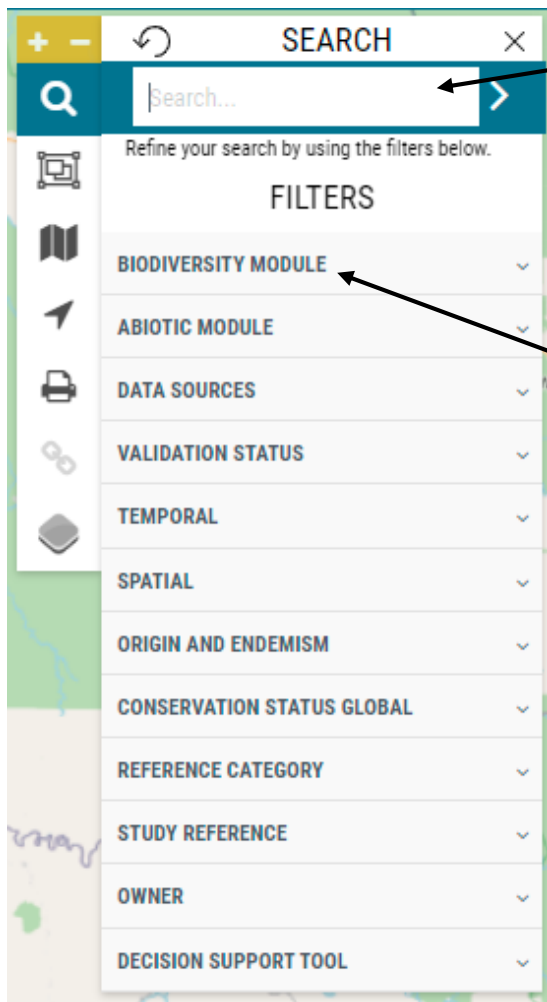 + -
SEARCH
Search...
Refine your search by using the filters below.
FILTERS
BIODIVERSITY MODULE
ABIOTIC MODULE
DATA SOURCES
VALIDATION STATUS
TEMPORAL
SPATIAL
ORIGIN AND ENDEMISM
CONSERVATION STATUS GLOBAL
REFERENCE CATEGORY
STUDY REFERENCE
OWNER
DECISION SUPPORT TOOL